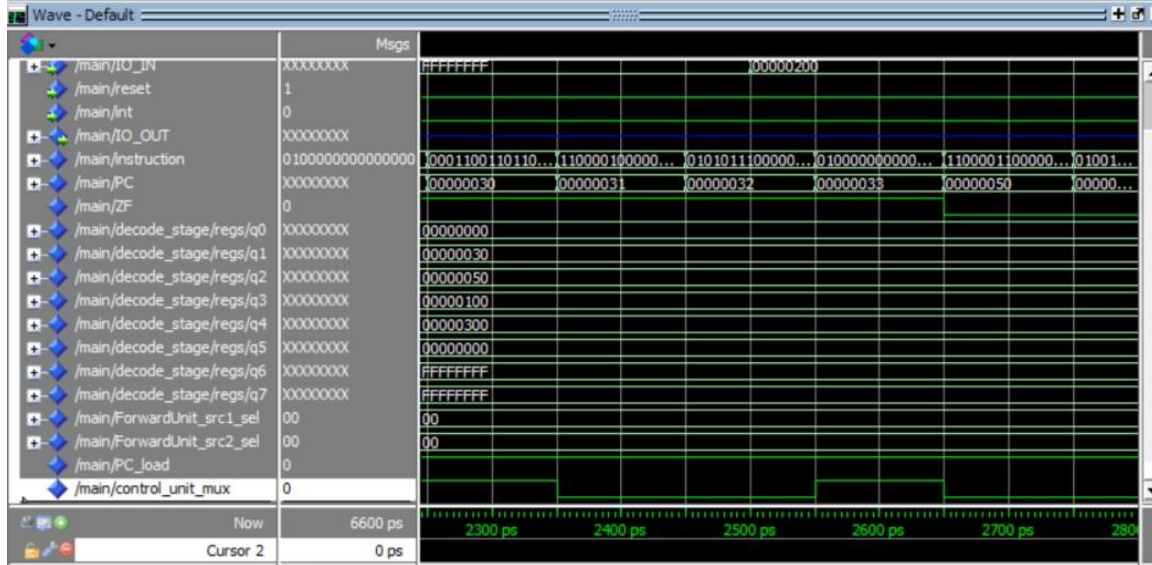 Wave - Default
Msgs
/main/IO_IN XXXXXXXX FFFFFFFF 00000200
/main/reset 1
/main/int 0
/main/IO_OUT XXXXXXXX
/main/instruction 0100000000000000 0001100110110... 110000100000... 0101011100000... 010000000000... 1100001100000... 01001...
/main/PC XXXXXXXX 00000030 00000031 00000032 00000033 00000050 00000...
/main/ZF 0
/main/decode_stage/regs/q0 XXXXXXXX 00000000
/main/decode_stage/regs/q1 XXXXXXXX 00000030
/main/decode_stage/regs/q2 XXXXXXXX 00000050
/main/decode_stage/regs/q3 XXXXXXXX 00000100
/main/decode_stage/regs/q4 XXXXXXXX 00000300
/main/decode_stage/regs/q5 XXXXXXXX 00000000
/main/decode_stage/regs/q6 XXXXXXXX FFFFFFFF
/main/decode_stage/regs/q7 XXXXXXXX FFFFFFFF
/main/ForwardUnit_src1_sel 00 00
/main/ForwardUnit_src2_sel 00 00
/main/PC_load 0
/main/control_unit_mux 0
Now 6600 ps 2300 ps 2400 ps 2500 ps 2600 ps 2700 ps 280
Cursor 2 0 ps